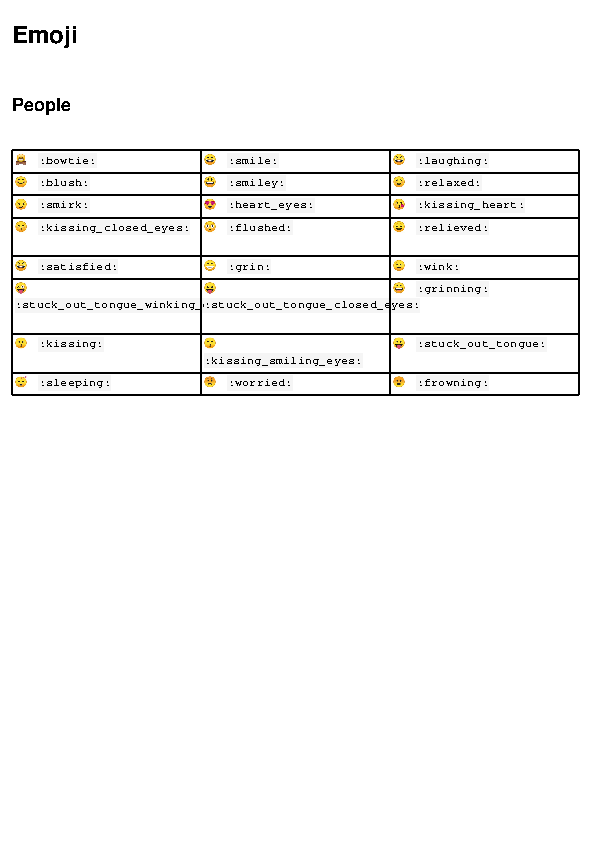 Emoji
People
:bowtie: :smile: :laughing:
:blush: :smiley: :relaxed:
:smirk: :heart_eyes: :kissing_heart:
:kissing_closed_eyes: :flushed: :relieved:
:satisfied: :grin: :wink:
:grinning:
:stuck_out_tongue_winking_ :stuck_out_tongue_closed_eyes:
:kissing: :stuck_out_tongue:
:kissing_smiling_eyes:
:sleeping: :worried: :frowning: